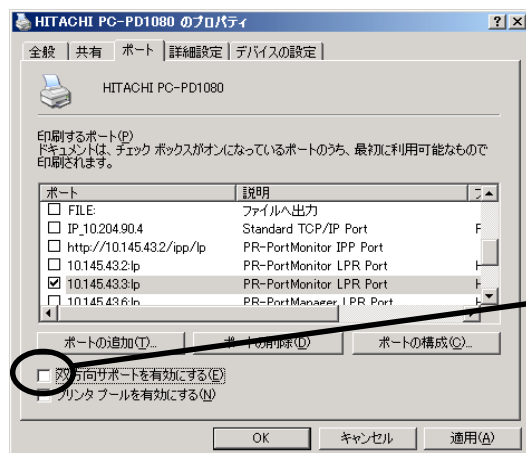 HITACHI PC-PD1080 のプロパティ
全般 共有 ポート 詳細設定 デバイスの設定
HITACHI PC-PD1080
印刷するポート(P)
ドキュメントは、チェック ボックスがオンになっているポートのうち、最初に利用可能なもので
印刷されます。
ポート 説明
FILE: ファイルへ出力
IP_10.204.90.4 Standard TCP/IP Port
http://10.145.43.2/ipp/lp PR-PortMonitor IPP Port
10.145.43.2:lp PR-PortMonitor LPR Port
10.145.43.3:lp PR-PortMonitor LPR Port
10.145.43.6:lp PR-PortManager LPR Port
ポートの追加(T)... ポートの削除(D) ポートの構成(C)...
双方向サポートを有効にする(E)
プリンタ プールを有効にする(N)
OK キャンセル 適用(A)